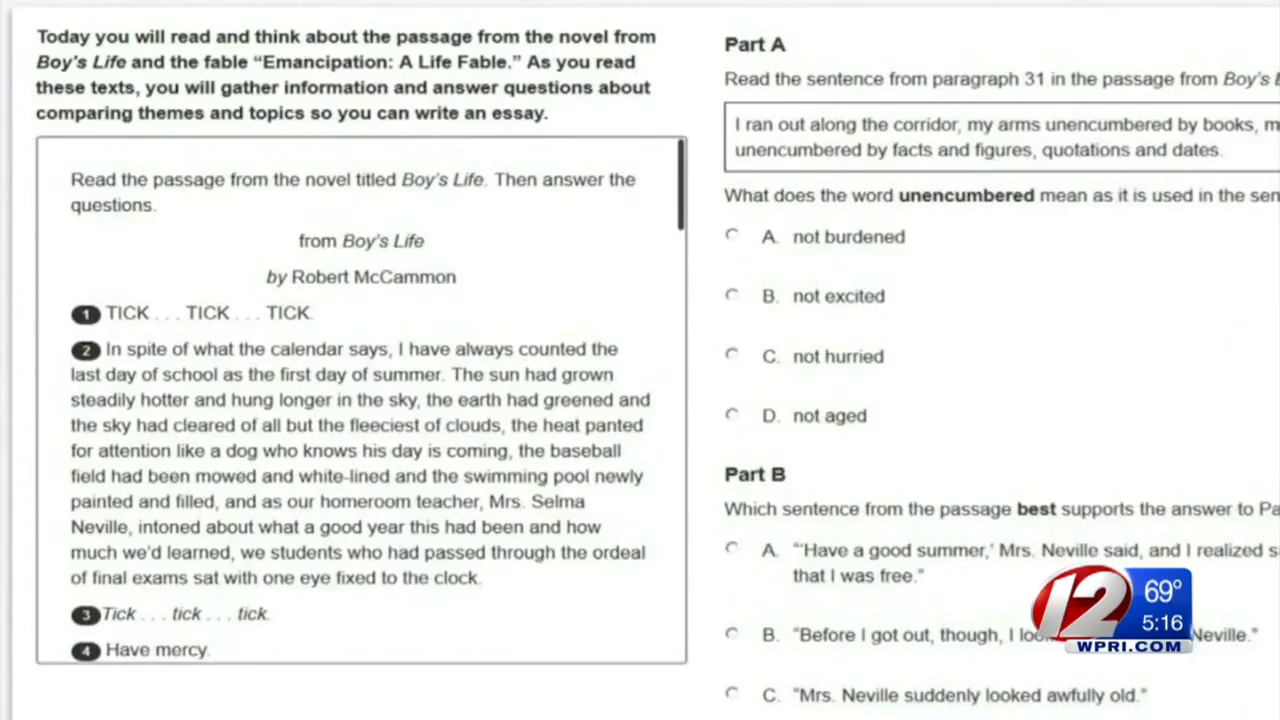 Today you will read and think about the passage from the novel from
Boy's Life and the fable “Emancipation: A Life Fable.” As you read
these texts, you will gather information and answer questions about
comparing themes and topics so you can write an essay.
Read the passage from the novel titled Boy's Life. Then answer the
questions.
from Boy's Life
by Robert McCammon
1 TICK . . . TICK . . . TICK.
2 In spite of what the calendar says, I have always counted the
last day of school as the first day of summer. The sun had grown
steadily hotter and hung longer in the sky, the earth had greened and
the sky had cleared of all but the fleeciest of clouds, the heat panted
for attention like a dog who knows his day is coming, the baseball
field had been mowed and white-lined and the swimming pool newly
painted and filled, and as our homeroom teacher, Mrs. Selma
Neville, intoned about what a good year this had been and how
much we'd learned, we students who had passed through the ordeal
of final exams sat with one eye fixed to the clock.
3 Tick . . . tick . . . tick.
4 Have mercy.
Part A
Read the sentence from paragraph 31 in the passage from Boy's
I ran out along the corridor, my arms unencumbered by books,
unencumbered by facts and figures, quotations and dates.
What does the word unencumbered mean as it is used in the
A. not burdened
B. not excited
C. not hurried
D. not aged
Part B
Which sentence from the passage best supports the answer to
A. “‘Have a good summer,’ Mrs. Neville said, and I realized
that I was free.”
B. “Before I got out, though, I Neville.”
C. “Mrs. Neville suddenly looked awfully old.”
12 69°
5:16
WPRI.COM